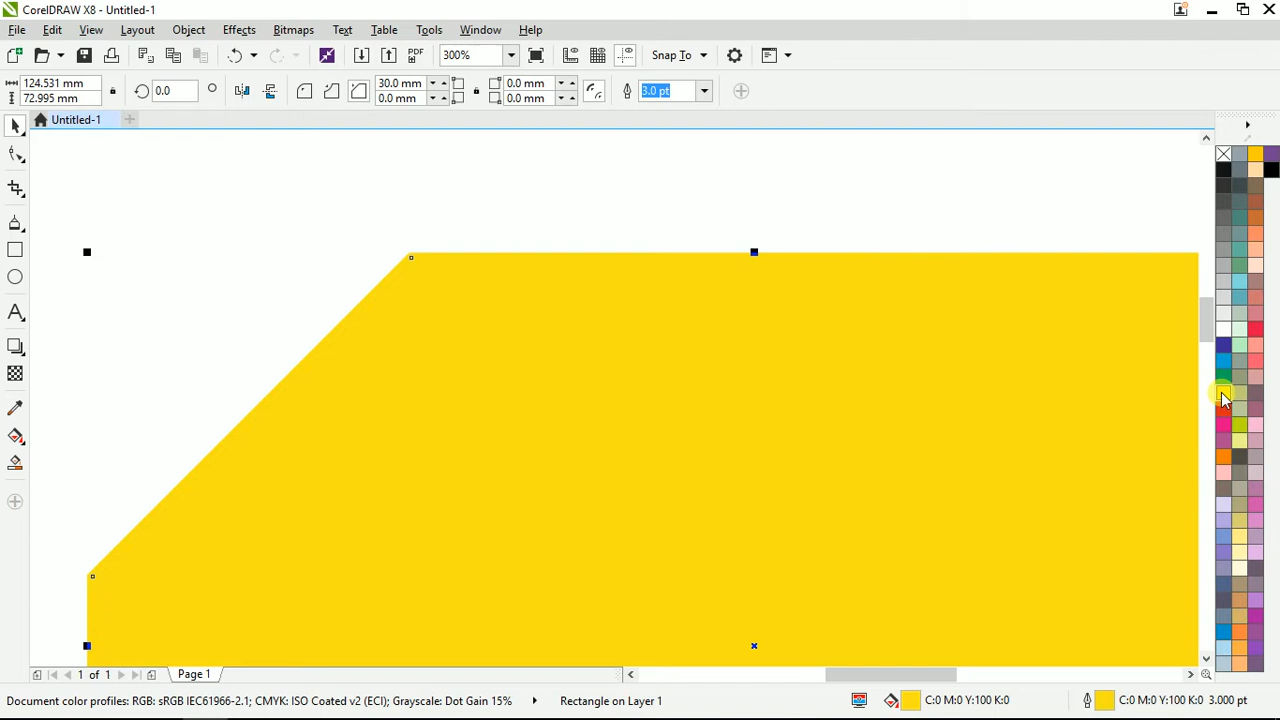 CorelDRAW X8 - Untitled-1
File Edit View Layout Object Effects Bitmaps Text Table Tools Window Help
300% Snap To
124.531 mm
72.995 mm
0.0
30.0 mm
0.0 mm
0.0 mm
0.0 mm
3.0 pt
Untitled-1
1 of 1 Page 1
Document color profiles: RGB: sRGB IEC61966-2.1; CMYK: ISO Coated v2 (ECI); Grayscale: Dot Gain 15% Rectangle on Layer 1 C:0 M:0 Y:100 K:0 C:0 M:0 Y:100 K:0 3.000 pt